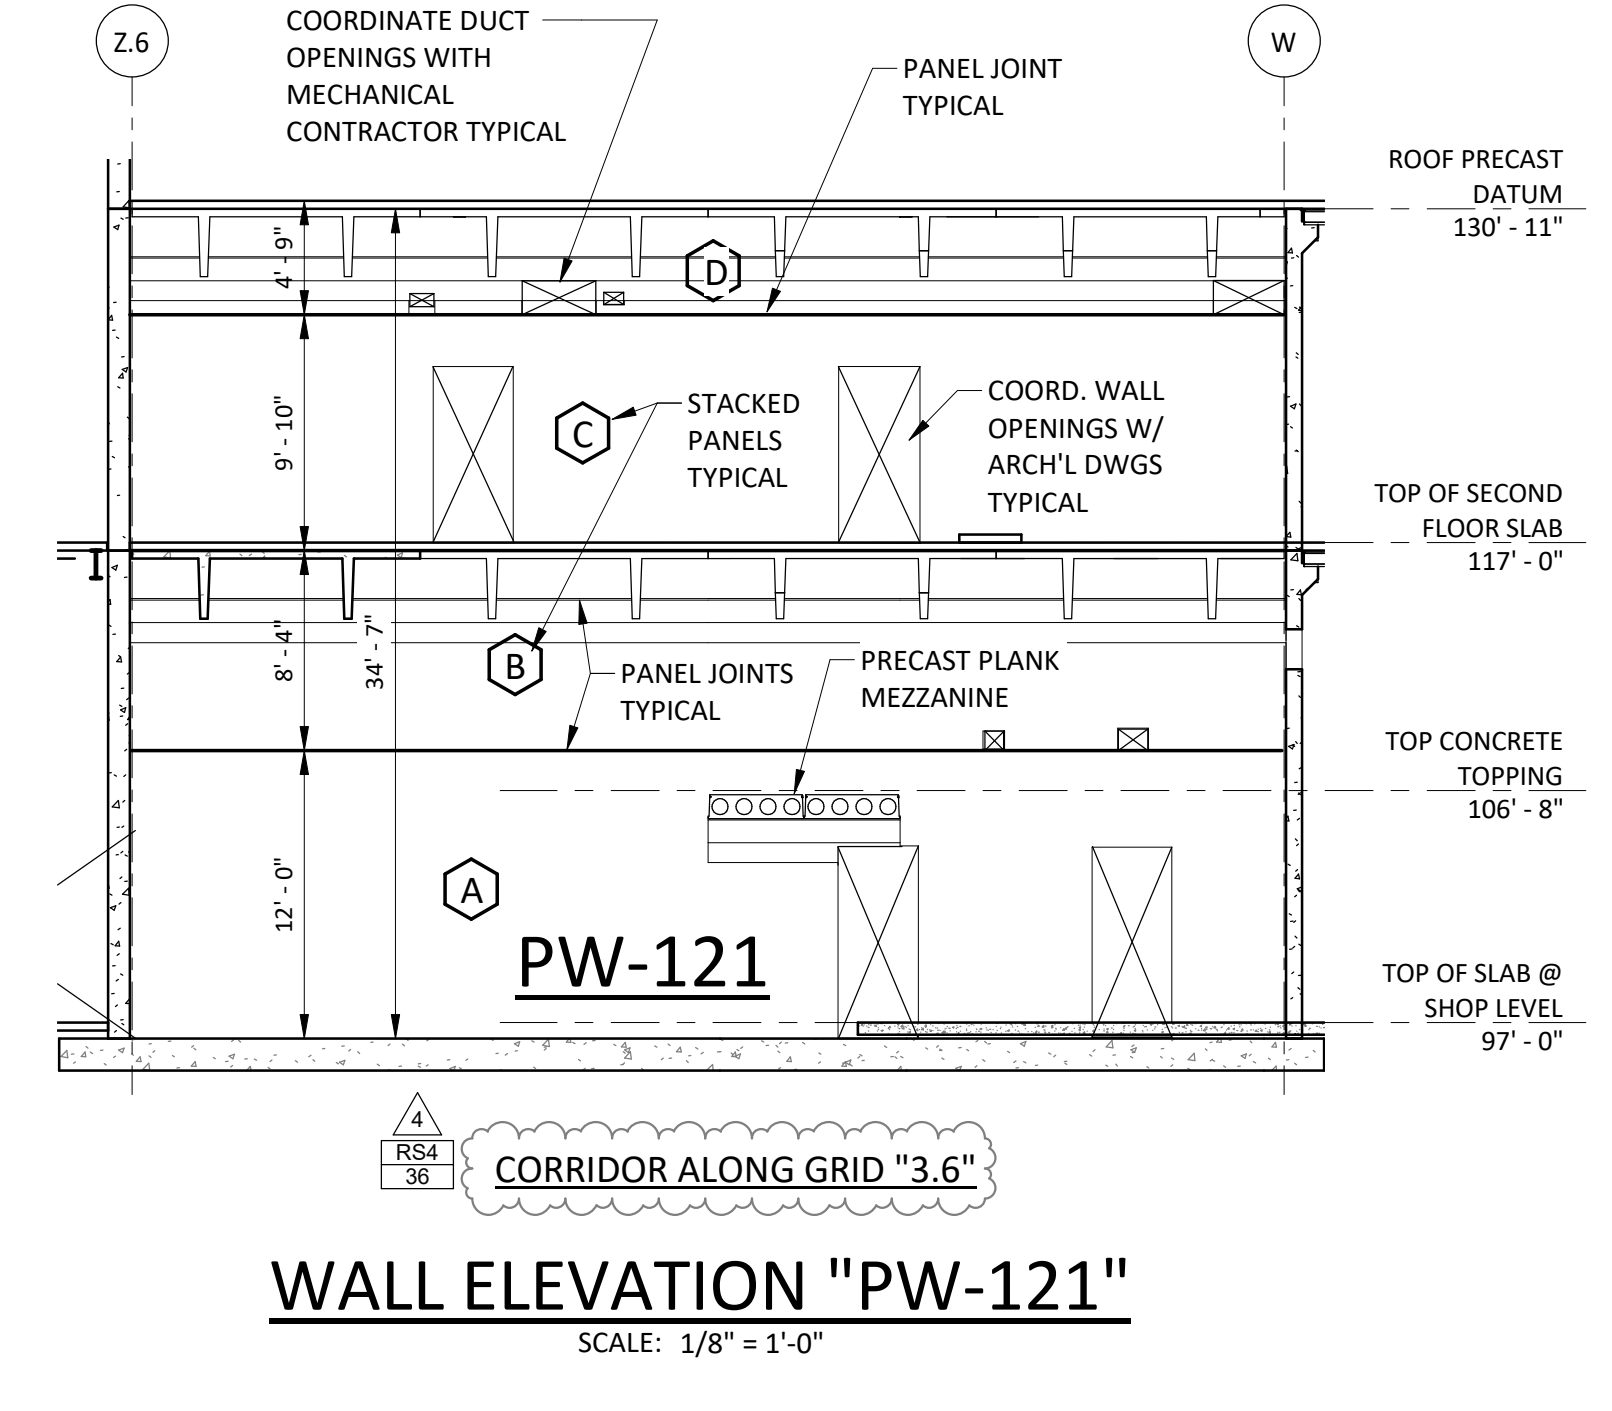 Z.6
COORDINATE DUCT
OPENINGS WITH
MECHANICAL
CONTRACTOR TYPICAL
PANEL JOINT
TYPICAL
W
ROOF PRECAST
DATUM
130' - 11"
4' - 9"
D
9' - 10"
C
STACKED
PANELS
TYPICAL
COORD. WALL
OPENINGS W/
ARCH'L DWGS
TYPICAL
TOP OF SECOND
FLOOR SLAB
117' - 0"
8' - 4"
34' - 7"
B
PANEL JOINTS
TYPICAL
PRECAST PLANK
MEZZANINE
TOP CONCRETE
TOPPING
106' - 8"
12' - 0"
A
PW-121
TOP OF SLAB @
SHOP LEVEL
97' - 0"
4
RS4
36
CORRIDOR ALONG GRID "3.6"
WALL ELEVATION "PW-121"
SCALE: 1/8" = 1'-0"